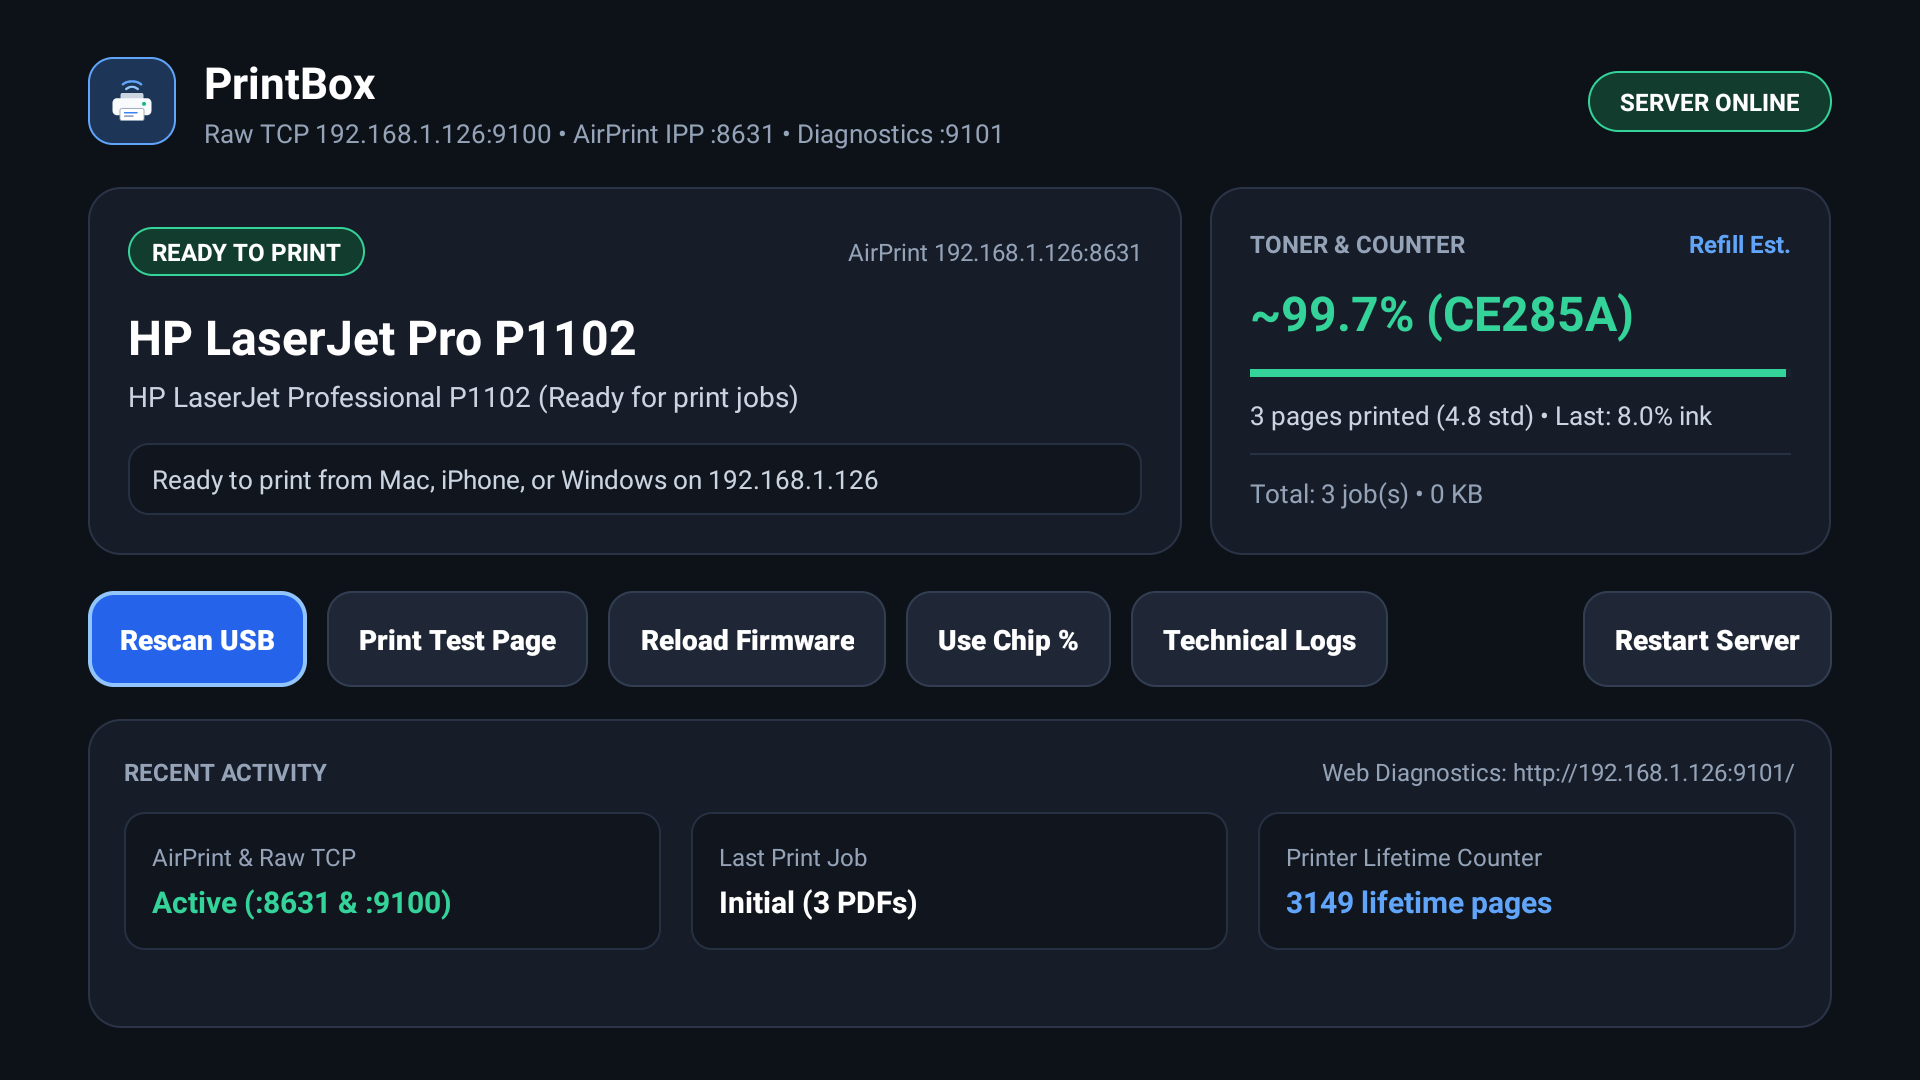 PrintBox
Raw TCP 192.168.1.126:9100 • AirPrint IPP :8631 • Diagnostics :9101
SERVER ONLINE
READY TO PRINT
AirPrint 192.168.1.126:8631
HP LaserJet Pro P1102
HP LaserJet Professional P1102 (Ready for print jobs)
Ready to print from Mac, iPhone, or Windows on 192.168.1.126
TONER & COUNTER
Refill Est.
~99.7% (CE285A)
3 pages printed (4.8 std) • Last: 8.0% ink
Total: 3 job(s) • 0 KB
Rescan USB
Print Test Page
Reload Firmware
Use Chip %
Technical Logs
Restart Server
RECENT ACTIVITY
Web Diagnostics: http://192.168.1.126:9101/
AirPrint & Raw TCP
Active (:8631 & :9100)
Last Print Job
Initial (3 PDFs)
Printer Lifetime Counter
3149 lifetime pages